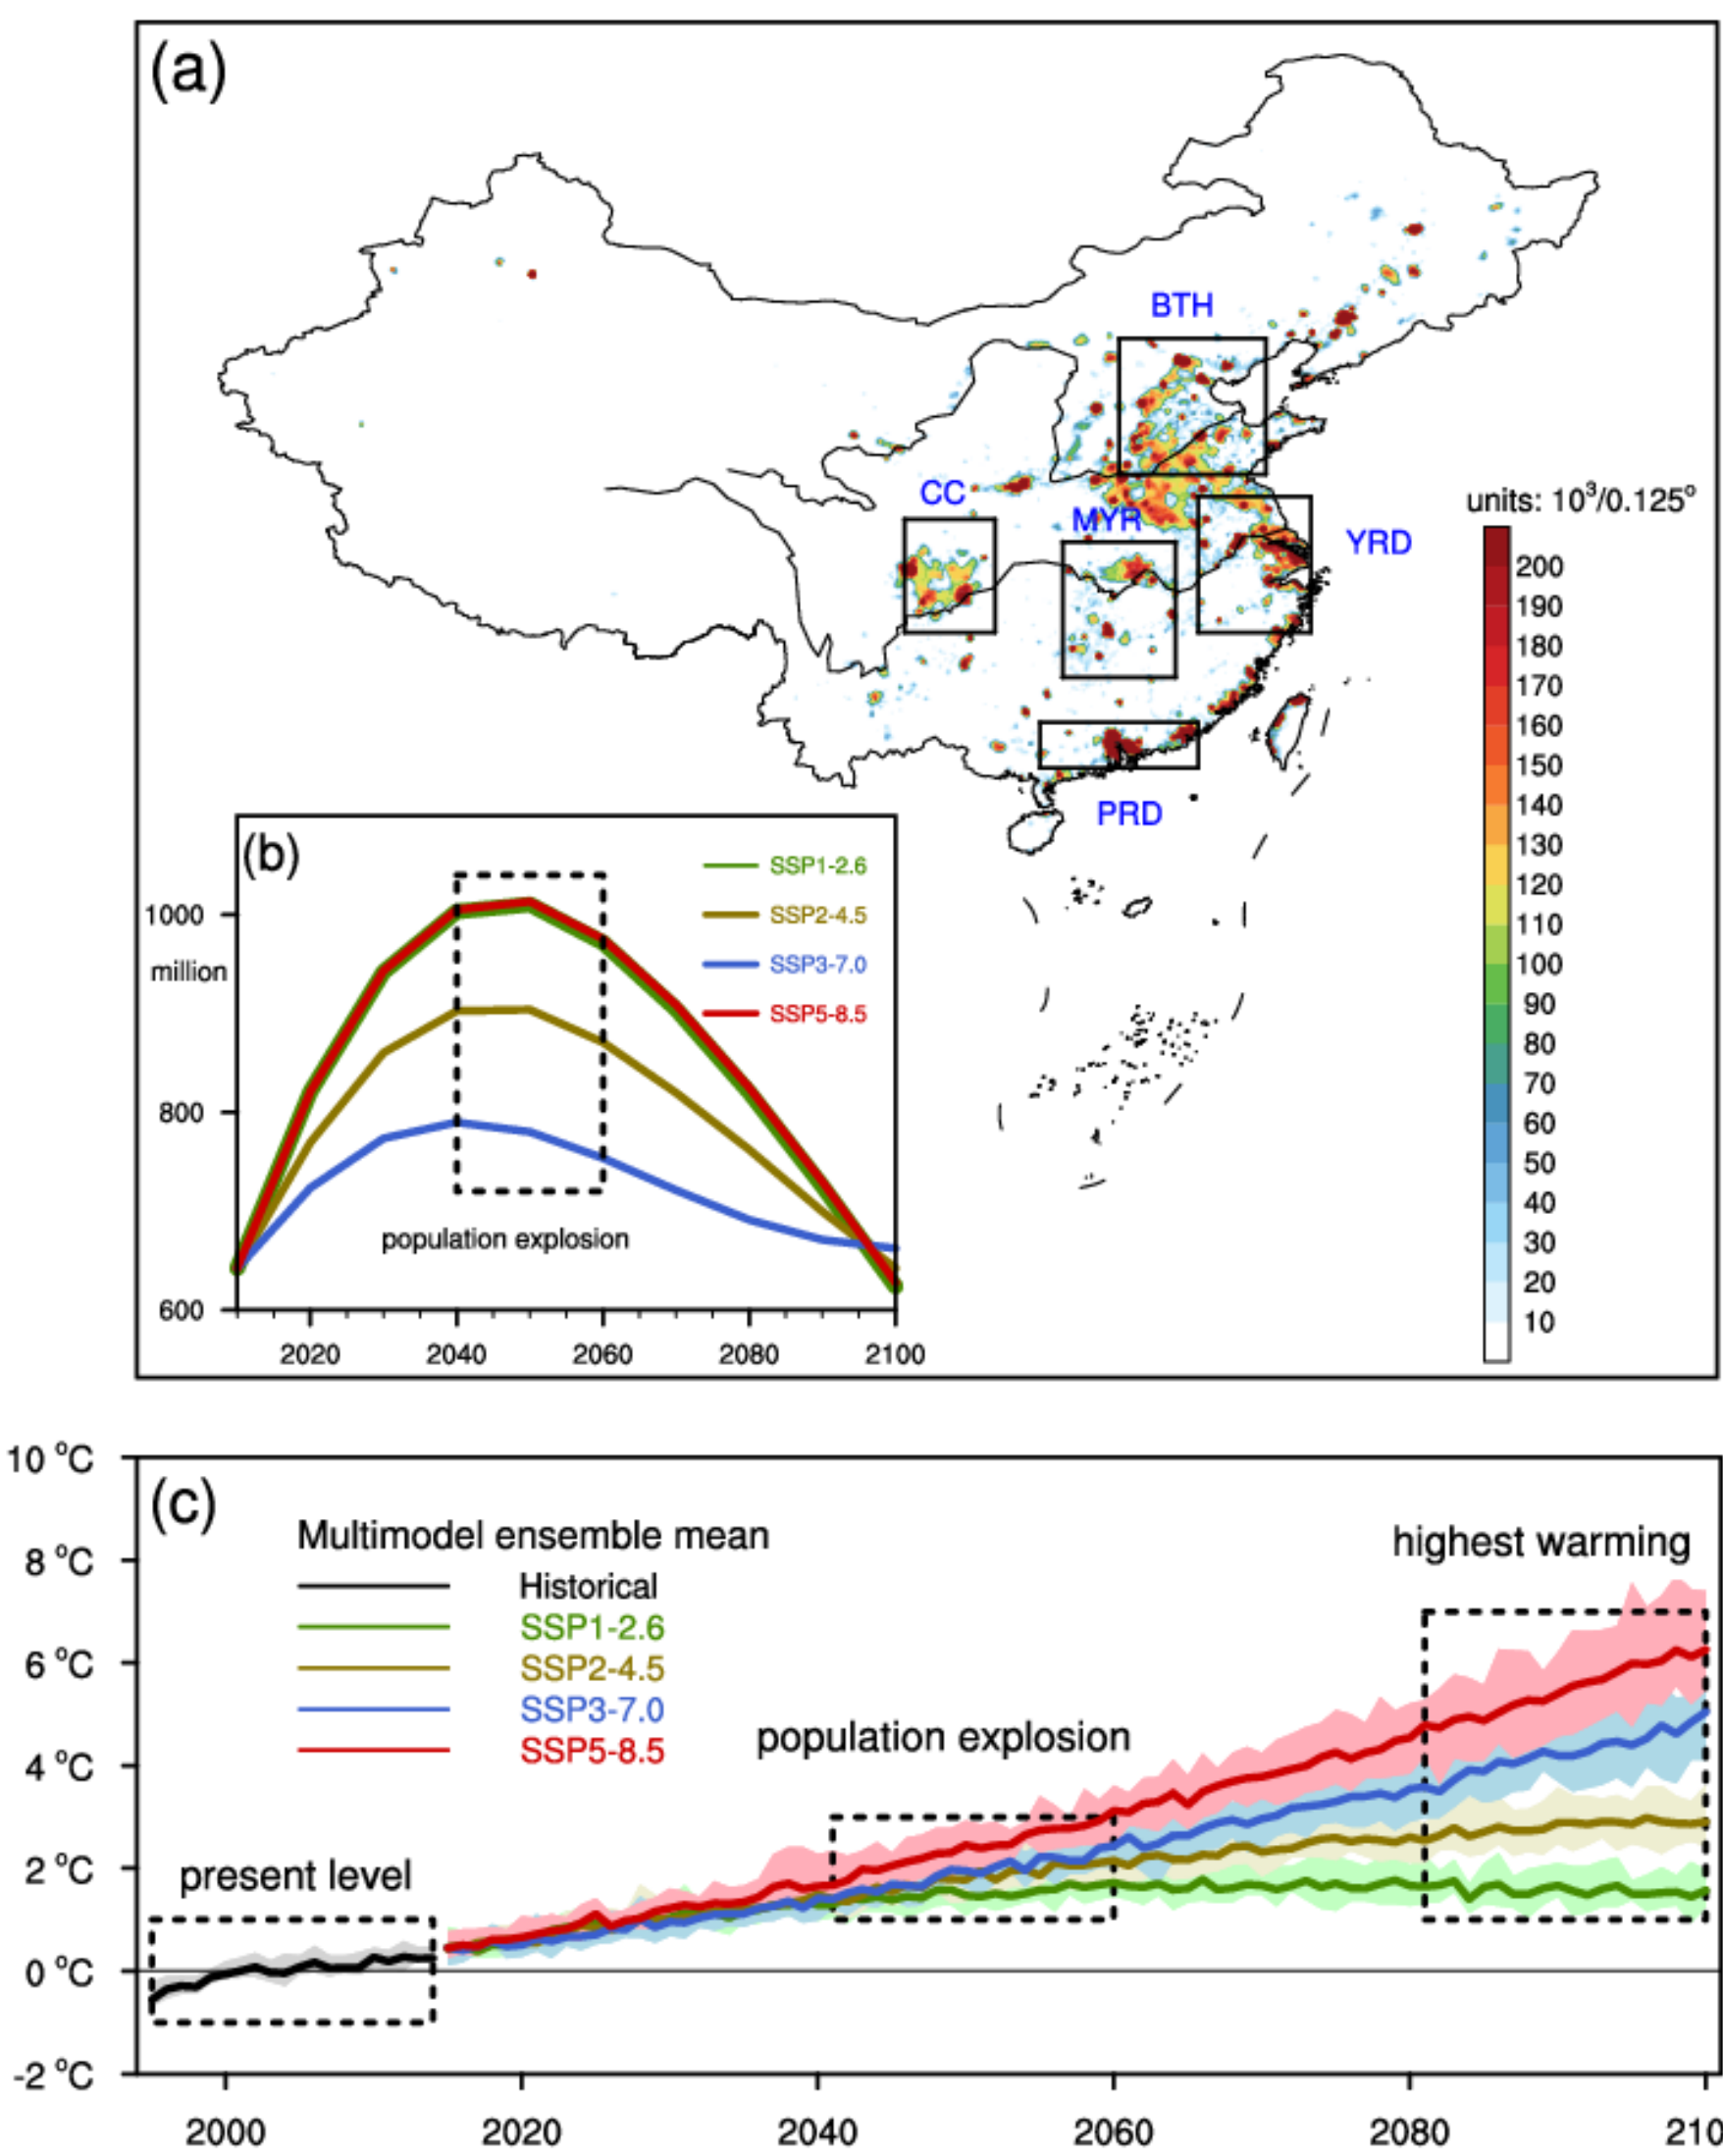 (a)
BTH
CC
MYR
YRD
PRD
units: 10³/0.125°
200
190
180
170
160
150
140
130
120
110
100
90
80
70
60
50
40
30
20
10
(b)
SSP1-2.6
SSP2-4.5
SSP3-7.0
SSP5-8.5
1000
million
800
600
population explosion
2020 2040 2060 2080 2100
(c)
10 °C
8 °C
6 °C
4 °C
2 °C
0 °C
-2 °C
Multimodel ensemble mean
Historical
SSP1-2.6
SSP2-4.5
SSP3-7.0
SSP5-8.5
highest warming
population explosion
present level
2000 2020 2040 2060 2080 210